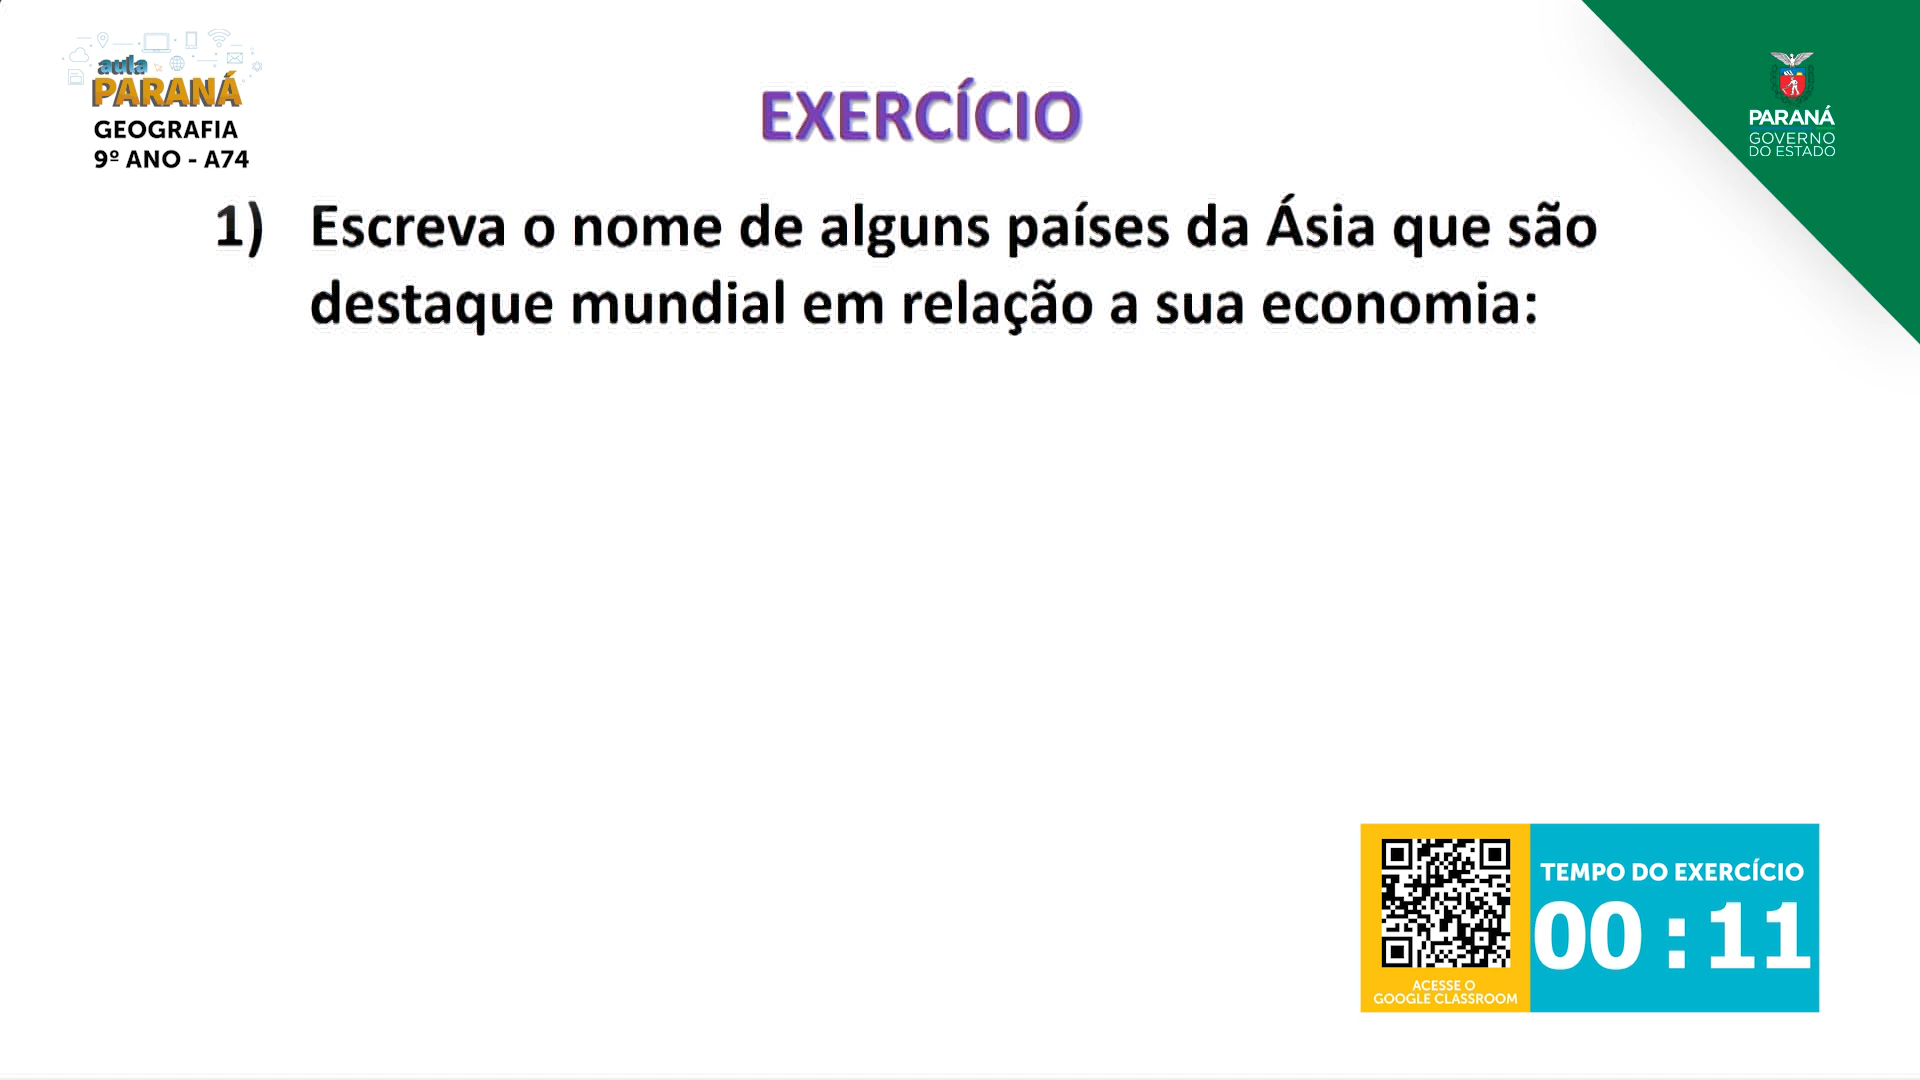 aula
PARANÁ
GEOGRAFIA
9º ANO - A74
EXERCÍCIO
PARANÁ
GOVERNO
DO ESTADO
1) Escreva o nome de alguns países da Ásia que são
destaque mundial em relação a sua economia:
TEMPO DO EXERCÍCIO
00:11
ACESSE O
GOOGLE CLASSROOM